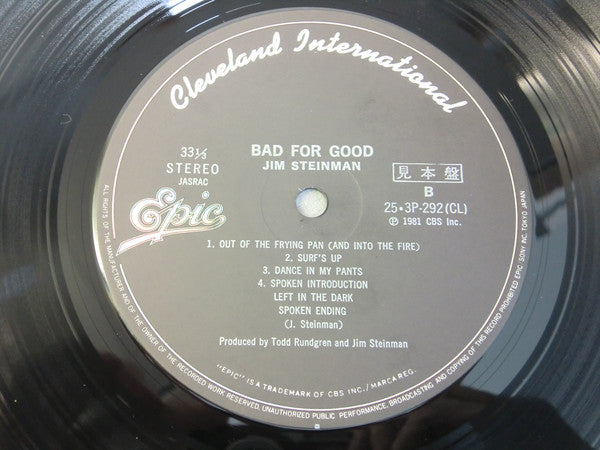 Cleveland International
BAD FOR GOOD
JIM STEINMAN
33⅓
STEREO
JASRAC
見本盤
B
25・3P-292(CL)
Ⓟ 1981 CBS Inc.
Epic
1. OUT OF THE FRYING PAN (AND INTO THE FIRE)
2. SURF'S UP
3. DANCE IN MY PANTS
4. SPOKEN INTRODUCTION
LEFT IN THE DARK
SPOKEN ENDING
(J. Steinman)
Produced by Todd Rundgren and Jim Steinman
"EPIC" IS A TRADEMARK OF CBS INC./MARCA REG.
ALL RIGHTS OF THE MANUFACTURER AND OF THE OWNER OF THE RECORDED WORK RESERVED. UNAUTHORIZED PUBLIC PERFORMANCE, BROADCASTING AND COPYING OF THIS RECORD PROHIBITED EPIC/SONY INC. TOKYO JAPAN